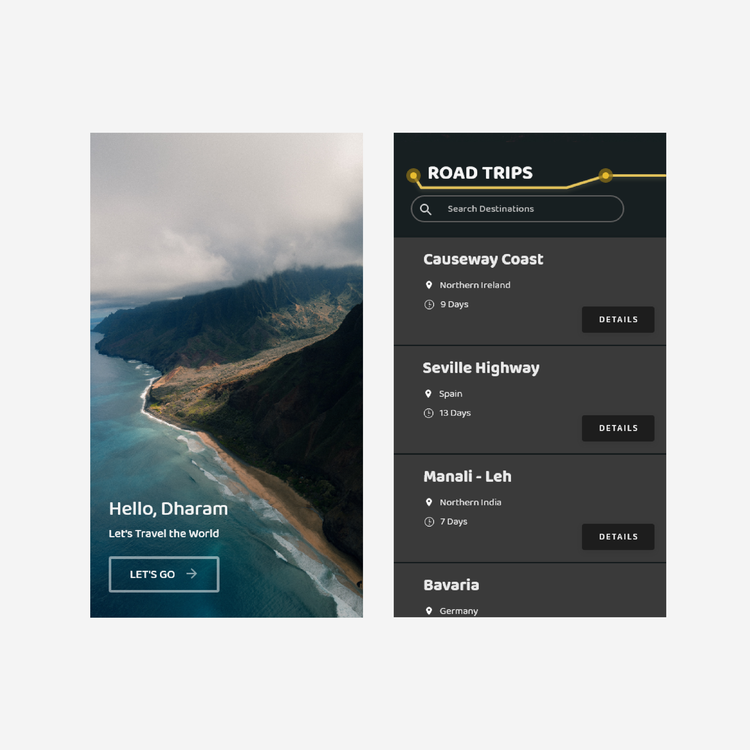 Hello, Dharam
Let's Travel the World
LET'S GO
ROAD TRIPS
Search Destinations
Causeway Coast
Northern Ireland
9 Days
DETAILS
Seville Highway
Spain
13 Days
DETAILS
Manali - Leh
Northern India
7 Days
DETAILS
Bavaria
Germany